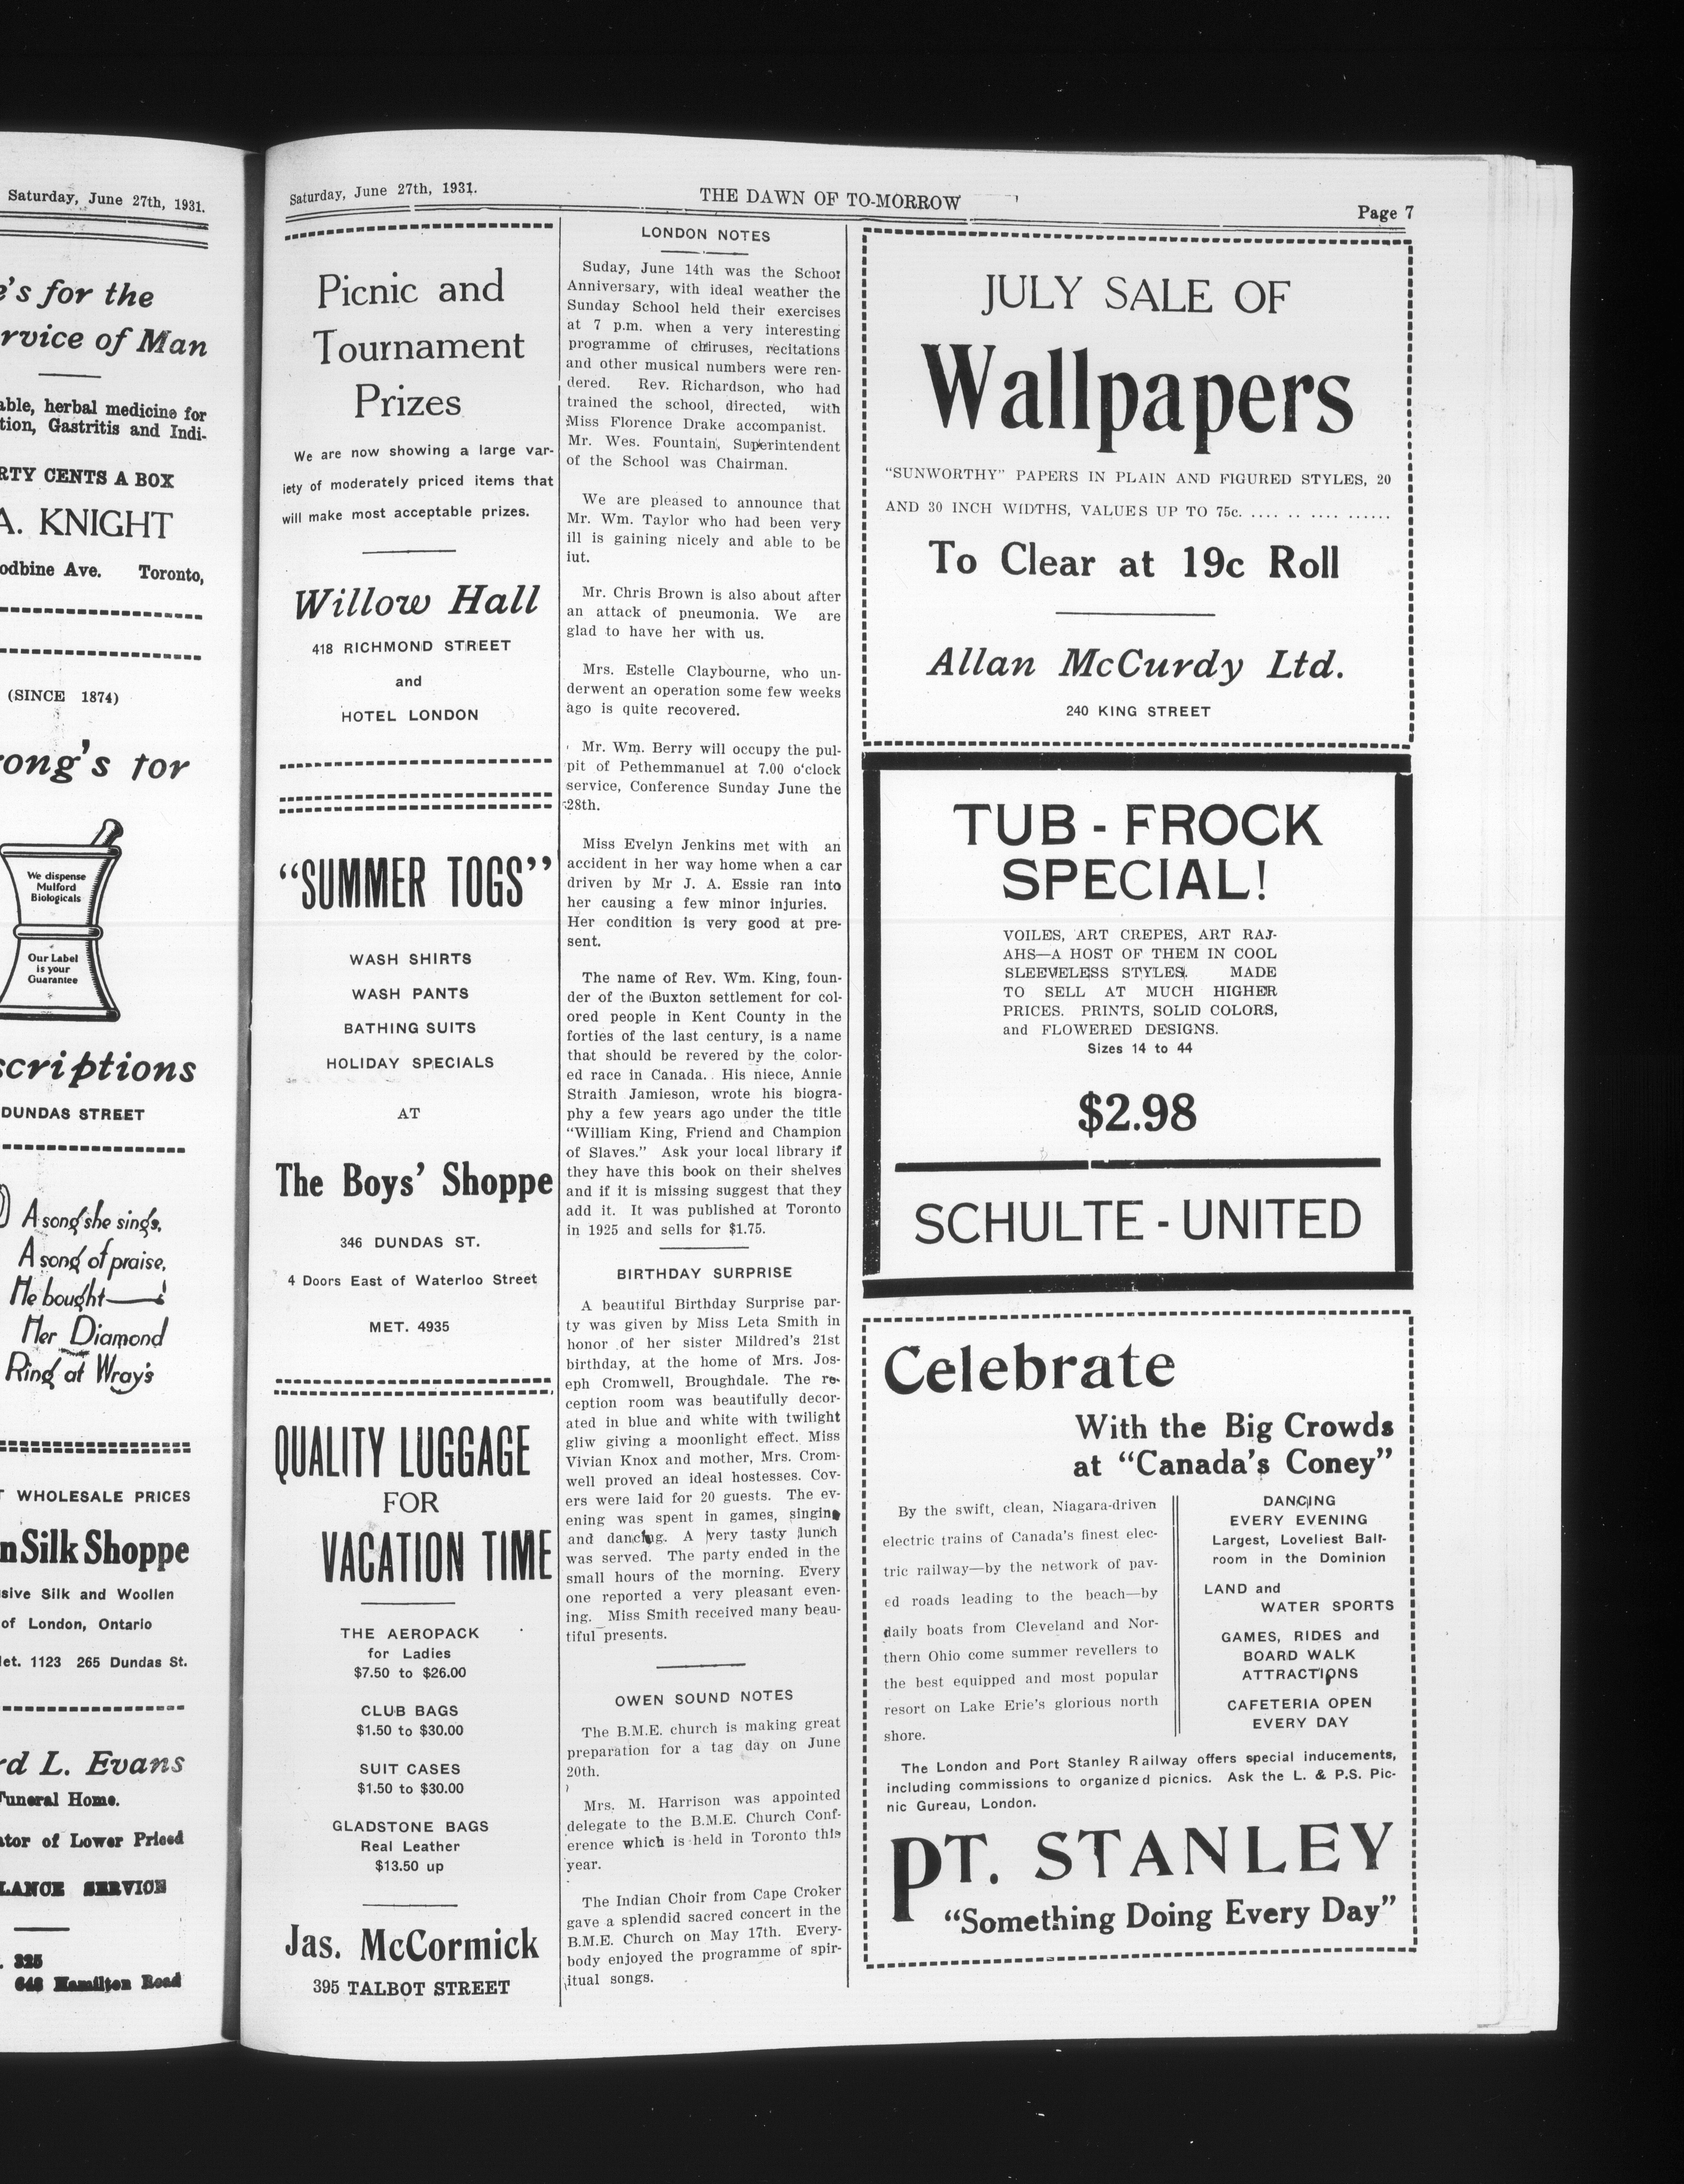 Saturday, June 27th, 1931.
e's for the
rvice of Man
able, herbal medicine for
tion, Gastritis and Indi-
RTY CENTS A BOX
A. KNIGHT
odbine Ave. Toronto,
(SINCE 1874)
ong's for
We dispense
Mulford
Biologicals
Our Label
is your
Guarantee
scriptions
DUNDAS STREET
A song she sings,
A song of praise,
He bought—
Her Diamond
Ring at Wray's
T WHOLESALE PRICES
n Silk Shoppe
sive Silk and Woollen
of London, Ontario
let. 1123 265 Dundas St.
rd L. Evans
Funeral Home.
ator of Lower Priced
LANCE SERVICE
. 325
648 Hamilton Road
Saturday, June 27th, 1931.
THE DAWN OF TO-MORROW
Page 7
Picnic and
Tournament
Prizes
We are now showing a large var-
iety of moderately priced items that
will make most acceptable prizes.
Willow Hall
418 RICHMOND STREET
and
HOTEL LONDON
"SUMMER TOGS"
WASH SHIRTS
WASH PANTS
BATHING SUITS
HOLIDAY SPECIALS
AT
The Boys' Shoppe
346 DUNDAS ST.
4 Doors East of Waterloo Street
MET. 4935
QUALITY LUGGAGE
FOR
VACATION TIME
THE AEROPACK
for Ladies
$7.50 to $26.00
CLUB BAGS
$1.50 to $30.00
SUIT CASES
$1.50 to $30.00
GLADSTONE BAGS
Real Leather
$13.50 up
Jas. McCormick
395 TALBOT STREET
LONDON NOTES
Suday, June 14th was the School
Anniversary, with ideal weather the
Sunday School held their exercises
at 7 p.m. when a very interesting
programme of chiruses, recitations
and other musical numbers were ren-
dered. Rev. Richardson, who had
trained the school, directed, with
Miss Florence Drake accompanist.
Mr. Wes. Fountain, Superintendent
of the School was Chairman.
We are pleased to announce that
Mr. Wm. Taylor who had been very
ill is gaining nicely and able to be
iut.
Mr. Chris Brown is also about after
an attack of pneumonia. We are
glad to have her with us.
Mrs. Estelle Claybourne, who un-
derwent an operation some few weeks
ago is quite recovered.
Mr. Wm. Berry will occupy the pul-
pit of Pethemmanuel at 7.00 o'clock
service, Conference Sunday June the
28th.
Miss Evelyn Jenkins met with an
accident in her way home when a car
driven by Mr J. A. Essie ran into
her causing a few minor injuries.
Her condition is very good at pre-
sent.
The name of Rev. Wm. King, foun-
der of the Buxton settlement for col-
ored people in Kent County in the
forties of the last century, is a name
that should be revered by the color-
ed race in Canada. His niece, Annie
Straith Jamieson, wrote his biogra-
phy a few years ago under the title
"William King, Friend and Champion
of Slaves." Ask your local library if
they have this book on their shelves
and if it is missing suggest that they
add it. It was published at Toronto
in 1925 and sells for $1.75.
BIRTHDAY SURPRISE
A beautiful Birthday Surprise par-
ty was given by Miss Leta Smith in
honor of her sister Mildred's 21st
birthday, at the home of Mrs. Jos-
eph Cromwell, Broughdale. The re-
ception room was beautifully decor-
ated in blue and white with twilight
gliw giving a moonlight effect. Miss
Vivian Knox and mother, Mrs. Crom-
well proved an ideal hostesses. Cov-
ers were laid for 20 guests. The ev-
ening was spent in games, singing
and dancing. A very tasty lunch
was served. The party ended in the
small hours of the morning. Every
one reported a very pleasant even-
ing. Miss Smith received many beau-
tiful presents.
OWEN SOUND NOTES
The B.M.E. church is making great
preparation for a tag day on June
20th.
Mrs. M. Harrison was appointed
delegate to the B.M.E. Church Conf-
erence which is held in Toronto this
year.
The Indian Choir from Cape Croker
gave a splendid sacred concert in the
B.M.E. Church on May 17th. Every-
body enjoyed the programme of spir-
itual songs.
JULY SALE OF
Wallpapers
"SUNWORTHY" PAPERS IN PLAIN AND FIGURED STYLES, 20
AND 30 INCH WIDTHS, VALUES UP TO 75c. .... .. .... ......
To Clear at 19c Roll
Allan McCurdy Ltd.
240 KING STREET
TUB - FROCK
SPECIAL!
VOILES, ART CREPES, ART RAJ-
AHS—A HOST OF THEM IN COOL
SLEEVELESS STYLES. MADE
TO SELL AT MUCH HIGHER
PRICES. PRINTS, SOLID COLORS,
and FLOWERED DESIGNS.
Sizes 14 to 44
$2.98
SCHULTE - UNITED
Celebrate
With the Big Crowds
at "Canada's Coney"
By the swift, clean, Niagara-driven
electric trains of Canada's finest elec-
tric railway—by the network of pav-
ed roads leading to the beach—by
daily boats from Cleveland and Nor-
thern Ohio come summer revellers to
the best equipped and most popular
resort on Lake Erie's glorious north
shore.
DANCING
EVERY EVENING
Largest, Loveliest Ball-
room in the Dominion
LAND and
WATER SPORTS
GAMES, RIDES and
BOARD WALK
ATTRACTIONS
CAFETERIA OPEN
EVERY DAY
The London and Port Stanley Railway offers special inducements,
including commissions to organized picnics. Ask the L. & P.S. Pic-
nic Gureau, London.
PT. STANLEY
"Something Doing Every Day"